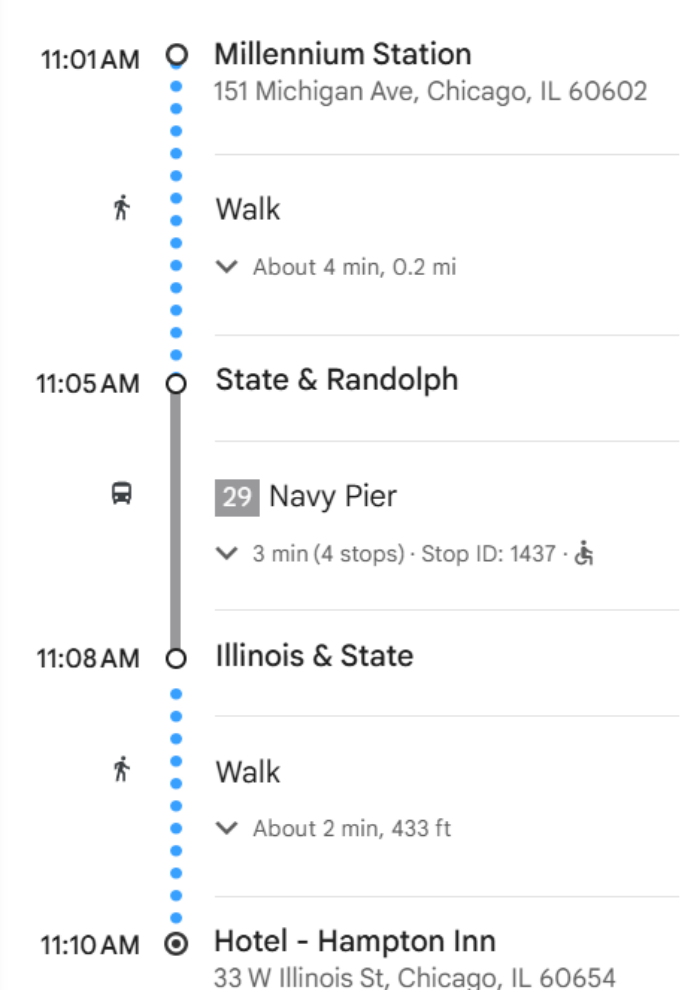 11:01 AM Millennium Station
151 Michigan Ave, Chicago, IL 60602
Walk
About 4 min, 0.2 mi
11:05 AM State & Randolph
29 Navy Pier
3 min (4 stops) · Stop ID: 1437 ·
11:08 AM Illinois & State
Walk
About 2 min, 433 ft
11:10 AM Hotel - Hampton Inn
33 W Illinois St, Chicago, IL 60654